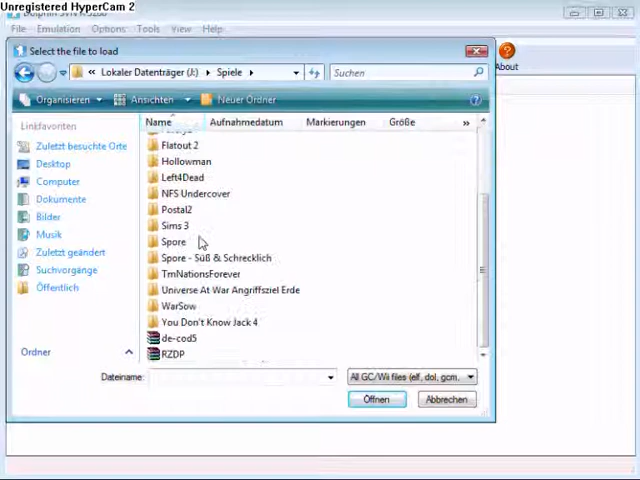 Unregistered HyperCam 2
File Emulation Options Tools View Help
Select the file to load
« Lokaler Datenträger (J:) Spiele
Suchen
About
Organisieren Ansichten Neuer Ordner
Linkfavoriten
Name Aufnahmedatum Markierungen Größe »
Zuletzt besuchte Orte
Desktop
Computer
Dokumente
Bilder
Musik
Zuletzt geändert
Suchvorgänge
Öffentlich
Flatout 2
Hollowman
Left4Dead
NFS Undercover
Postal2
Sims 3
Spore
Spore - Süß & Schrecklich
TmNationsForever
Universe At War Angriffsziel Erde
WarSow
You Don't Know Jack 4
de-cod5
RZDP
Ordner
Dateiname:
All GC/Wii files (elf, dol, gcm,
Öffnen Abbrechen